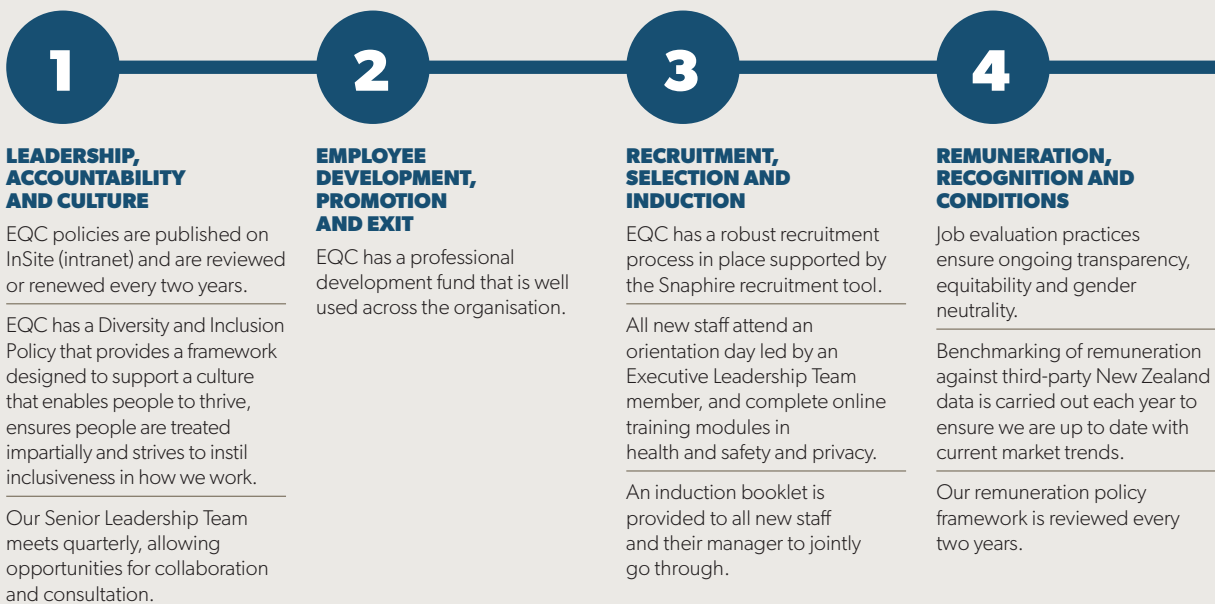 1
LEADERSHIP,
ACCOUNTABILITY
AND CULTURE
EQC policies are published on
InSite (intranet) and are reviewed
or renewed every two years.
EQC has a Diversity and Inclusion
Policy that provides a framework
designed to support a culture
that enables people to thrive,
ensures people are treated
impartially and strives to instil
inclusiveness in how we work.
Our Senior Leadership Team
meets quarterly, allowing
opportunities for collaboration
and consultation.
2
EMPLOYEE
DEVELOPMENT,
PROMOTION
AND EXIT
EQC has a professional
development fund that is well
used across the organisation.
3
RECRUITMENT,
SELECTION AND
INDUCTION
EQC has a robust recruitment
process in place supported by
the Snaphire recruitment tool.
All new staff attend an
orientation day led by an
Executive Leadership Team
member, and complete online
training modules in
health and safety and privacy.
An induction booklet is
provided to all new staff
and their manager to jointly
go through.
4
REMUNERATION,
RECOGNITION AND
CONDITIONS
Job evaluation practices
ensure ongoing transparency,
equitability and gender
neutrality.
Benchmarking of remuneration
against third-party New Zealand
data is carried out each year to
ensure we are up to date with
current market trends.
Our remuneration policy
framework is reviewed every
two years.